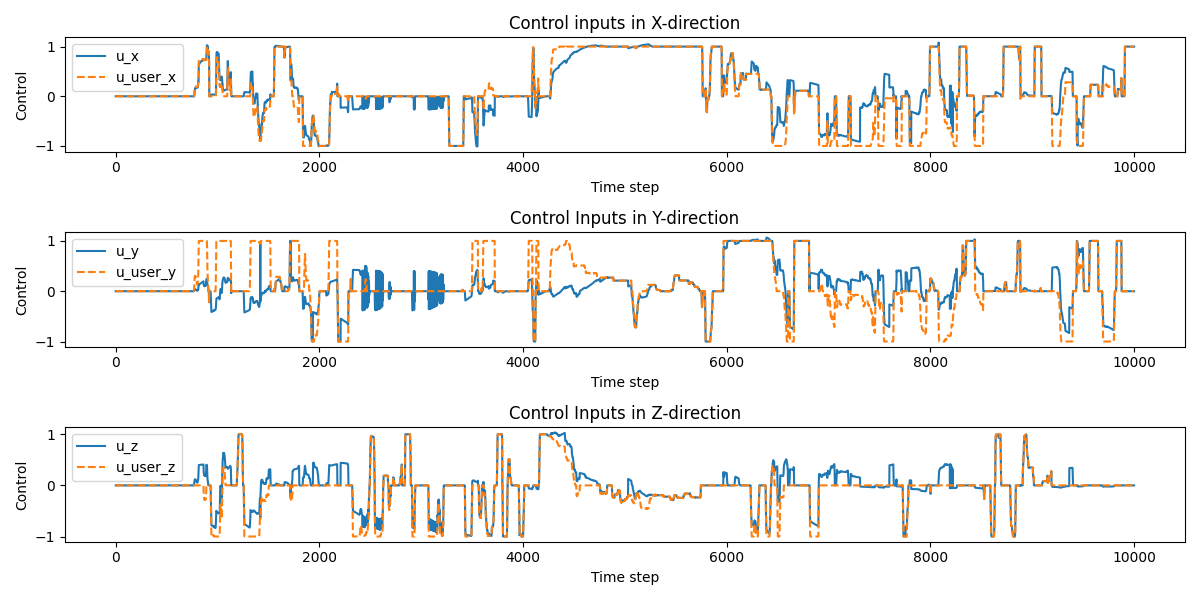 Control inputs in X-direction
Control
1
0
−1
u_x
u_user_x
0 2000 4000 6000 8000 10000
Time step
Control Inputs in Y-direction
Control
1
0
−1
u_y
u_user_y
0 2000 4000 6000 8000 10000
Time step
Control Inputs in Z-direction
Control
1
0
−1
u_z
u_user_z
0 2000 4000 6000 8000 10000
Time step